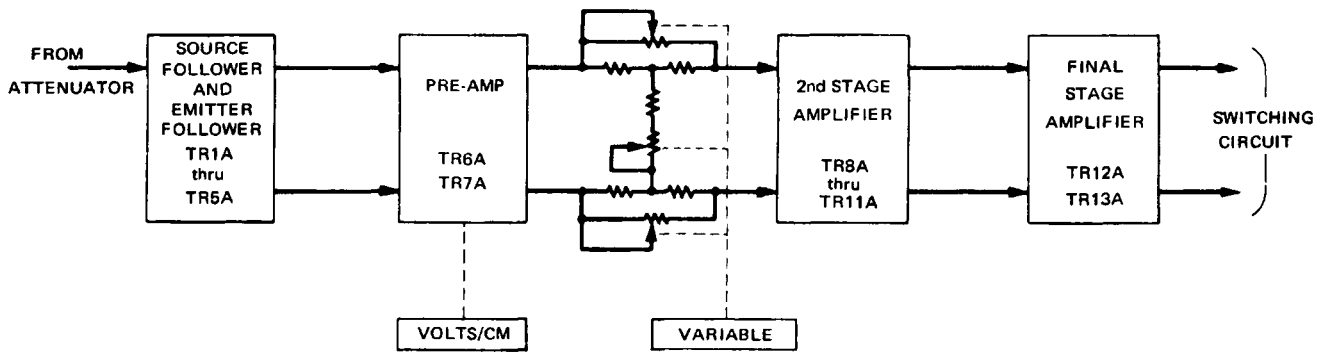 FROM
ATTENUATOR
SOURCE
FOLLOWER
AND
EMITTER
FOLLOWER
TR1A
thru
TR5A
PRE-AMP
TR6A
TR7A
2nd STAGE
AMPLIFIER
TR8A
thru
TR11A
FINAL
STAGE
AMPLIFIER
TR12A
TR13A
SWITCHING
CIRCUIT
VOLTS/CM
VARIABLE